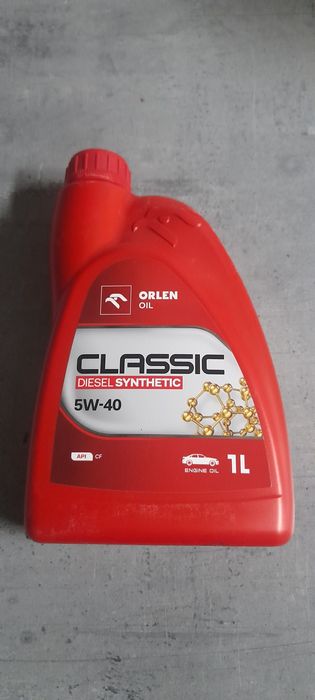 ORLEN
OIL
CLASSIC
DIESEL SYNTHETIC
5W-40
API CF
ENGINE OIL
1L